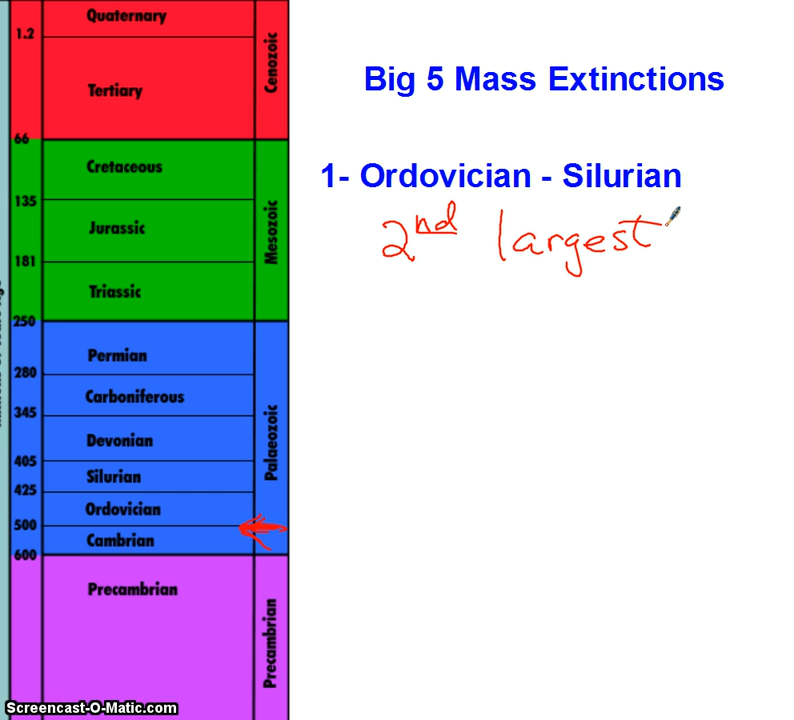 Quaternary
1.2
Tertiary
Cenozoic
66
Cretaceous
135
Jurassic
181
Triassic
Mesozoic
250
Permian
280
Carboniferous
345
Devonian
405
Silurian
425
Ordovician
500
Cambrian
Palaeozoic
600
Precambrian
Precambrian
Big 5 Mass Extinctions
1- Ordovician - Silurian
2nd largest
Screencast-O-Matic.com